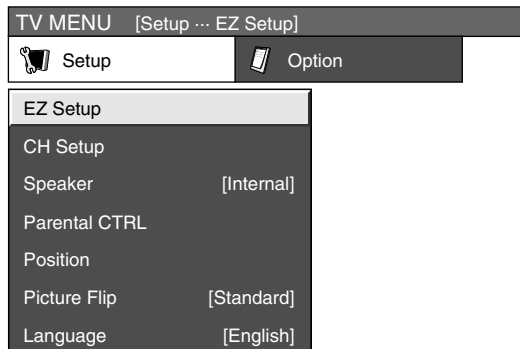 TV MENU [Setup ··· EZ Setup]
Setup Option
EZ Setup
CH Setup
Speaker [Internal]
Parental CTRL
Position
Picture Flip [Standard]
Language [English]